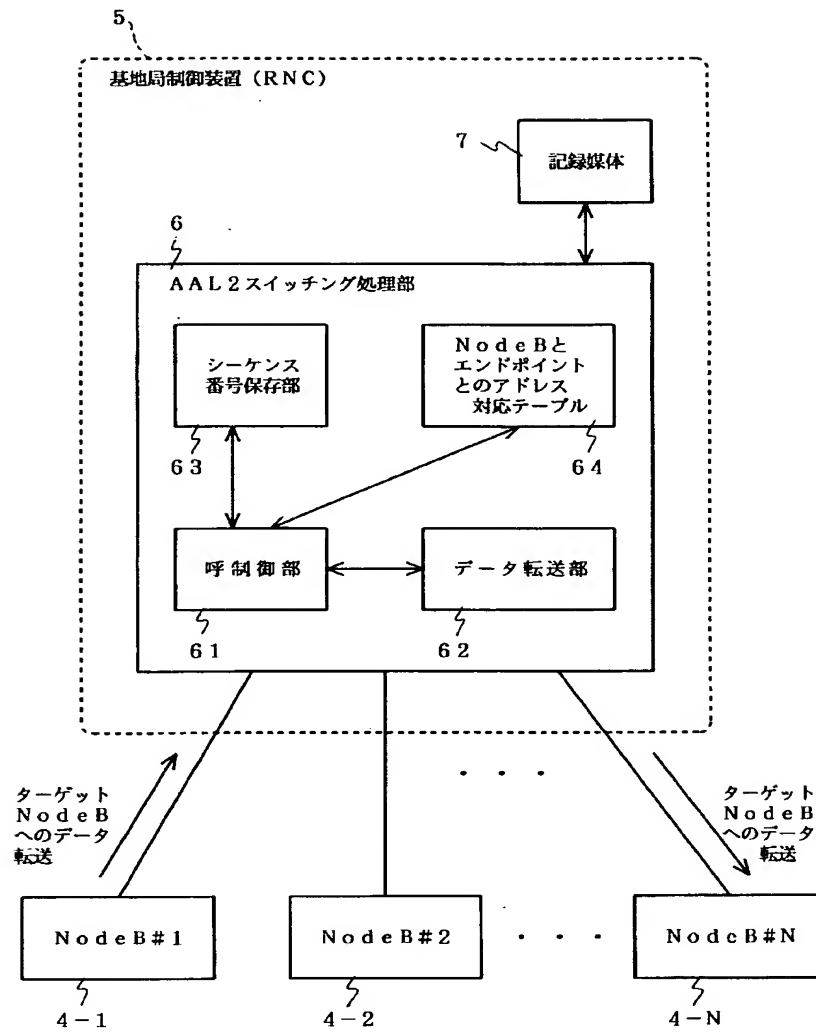 5
基地局制御装置（ＲＮＣ）
7
記録媒体
6
ＡＡＬ２スイッチング処理部
シーケンス
番号保存部
ＮｏｄｅＢと
エンドポイント
とのアドレス
対応テーブル
63
64
呼制御部
データ転送部
61
62
ターゲット
ＮｏｄｅＢ
へのデータ
転送
・・・
ターゲット
ＮｏｄｅＢ
へのデータ
転送
ＮｏｄｅＢ＃１
ＮｏｄｅＢ＃２
・・・
ＮｏｄｅＢ＃Ｎ
4-1
4-2
4-N